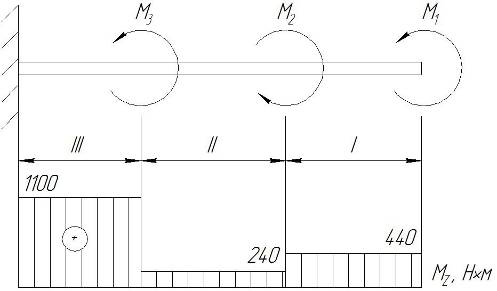 M3 M2 M1
III II I
1100
+
240
440
Mz, Н×м